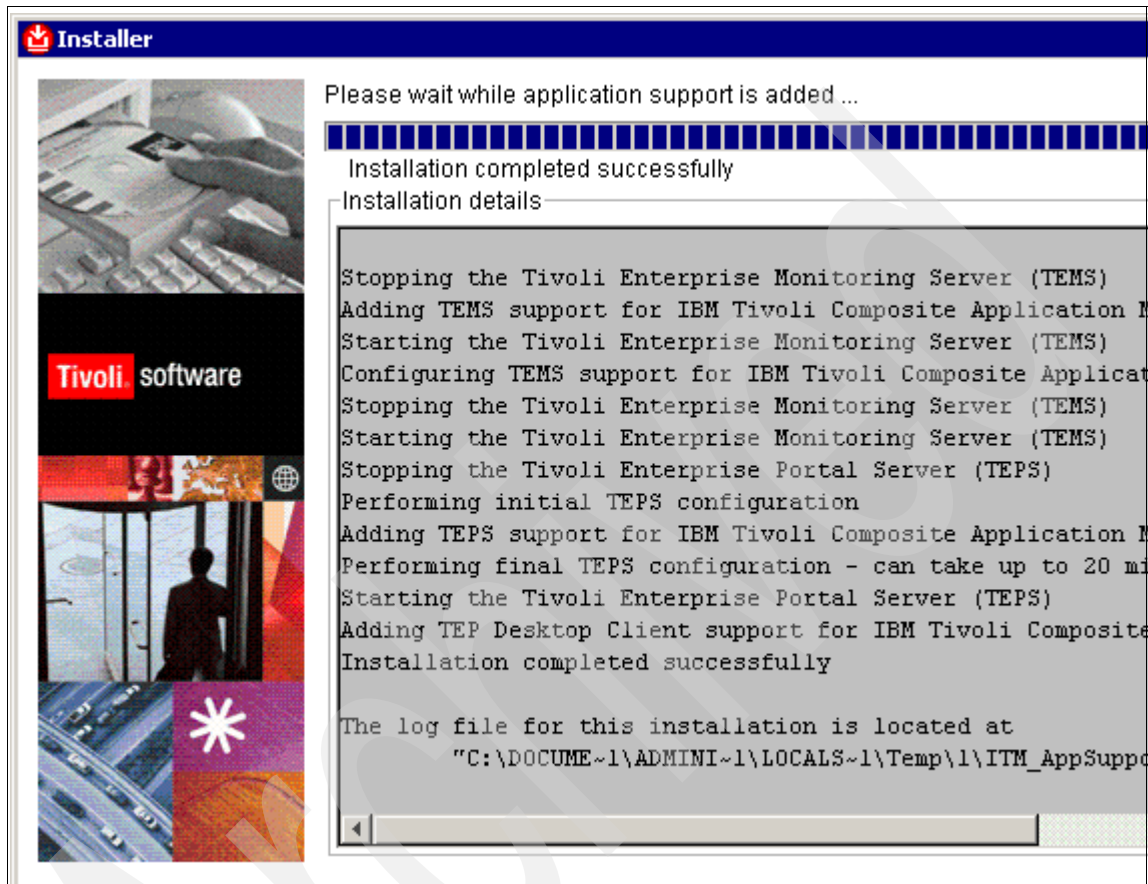 Installer
Please wait while application support is added ...
Installation completed successfully
Installation details
Stopping the Tivoli Enterprise Monitoring Server (TEMS)
Adding TEMS support for IBM Tivoli Composite Application
Starting the Tivoli Enterprise Monitoring Server (TEMS)
Configuring TEMS support for IBM Tivoli Composite
Stopping the Tivoli Enterprise Monitoring Server (TEMS)
Starting the Tivoli Enterprise Monitoring Server (TEMS)
Stopping the Tivoli Enterprise Portal Server (TEPS)
Performing initial TEPS configuration
Adding TEPS support for IBM Tivoli Composite Application
Performing final TEPS configuration - can take up to 20
Starting the Tivoli Enterprise Portal Server (TEPS)
Adding TEP Desktop Client support for IBM Tivoli Composite
Installation completed successfully
The log file for this installation is located at
"C:\DOCUME~1\ADMINI~1\LOCALS~1\Temp\1\ITM_AppSuppo
Tivoli software